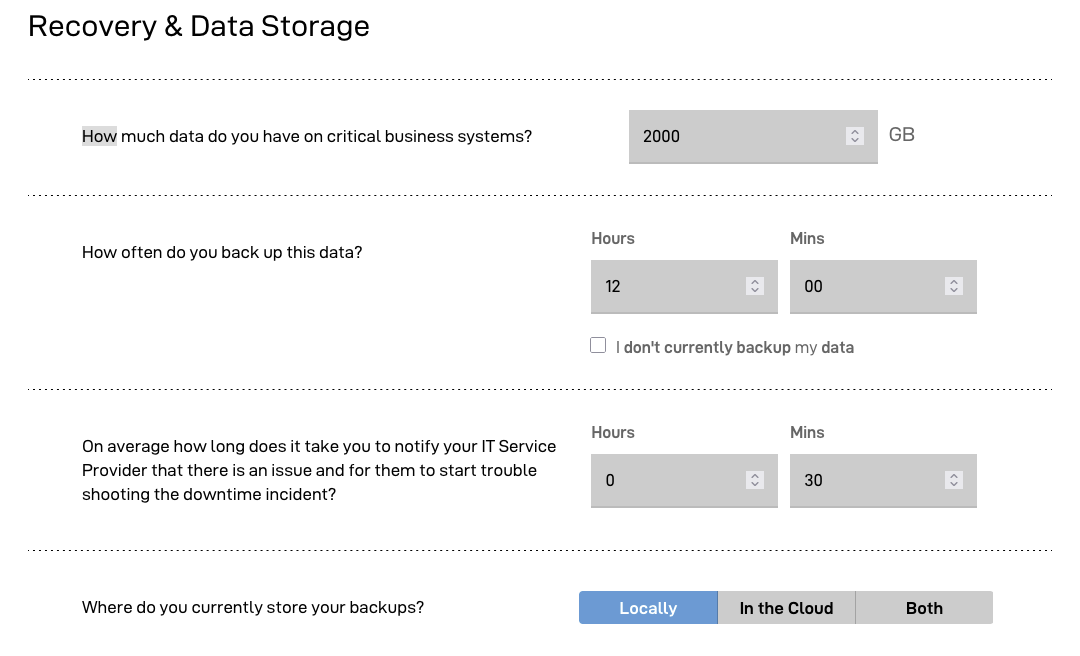 Recovery & Data Storage
How much data do you have on critical business systems?
2000
GB
How often do you back up this data?
Hours
Mins
12
00
I don't currently backup my data
On average how long does it take you to notify your IT Service
Provider that there is an issue and for them to start trouble
shooting the downtime incident?
Hours
Mins
0
30
Where do you currently store your backups?
Locally
In the Cloud
Both